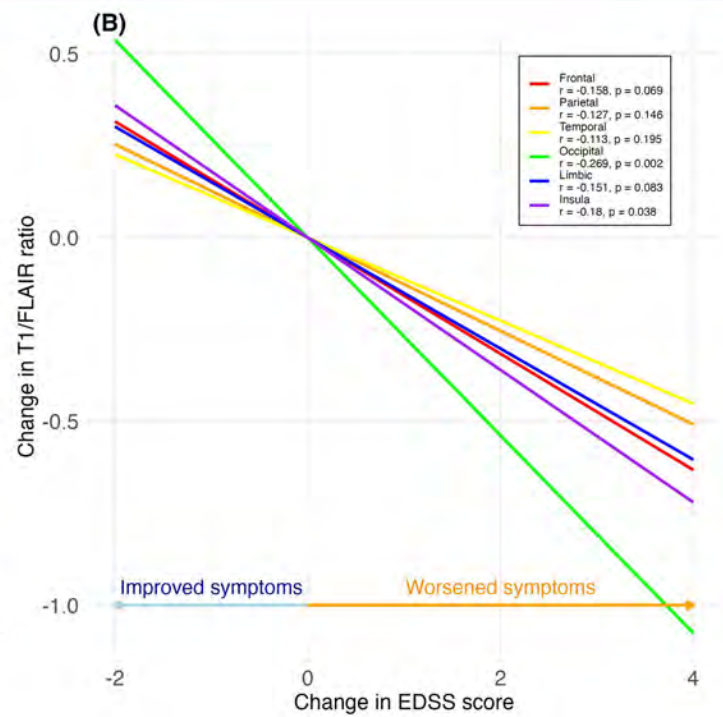 (B)
0.5
Frontal
r = -0.158, p = 0.069
Parietal
r = -0.127, p = 0.146
Temporal
r = -0.113, p = 0.195
Occipital
r = -0.269, p = 0.002
Limbic
r = -0.151, p = 0.083
Insula
r = -0.18, p = 0.038
0.0
Change in T1/FLAIR ratio
-0.5
Improved symptoms
Worsened symptoms
-1.0
-2
0
2
4
Change in EDSS score